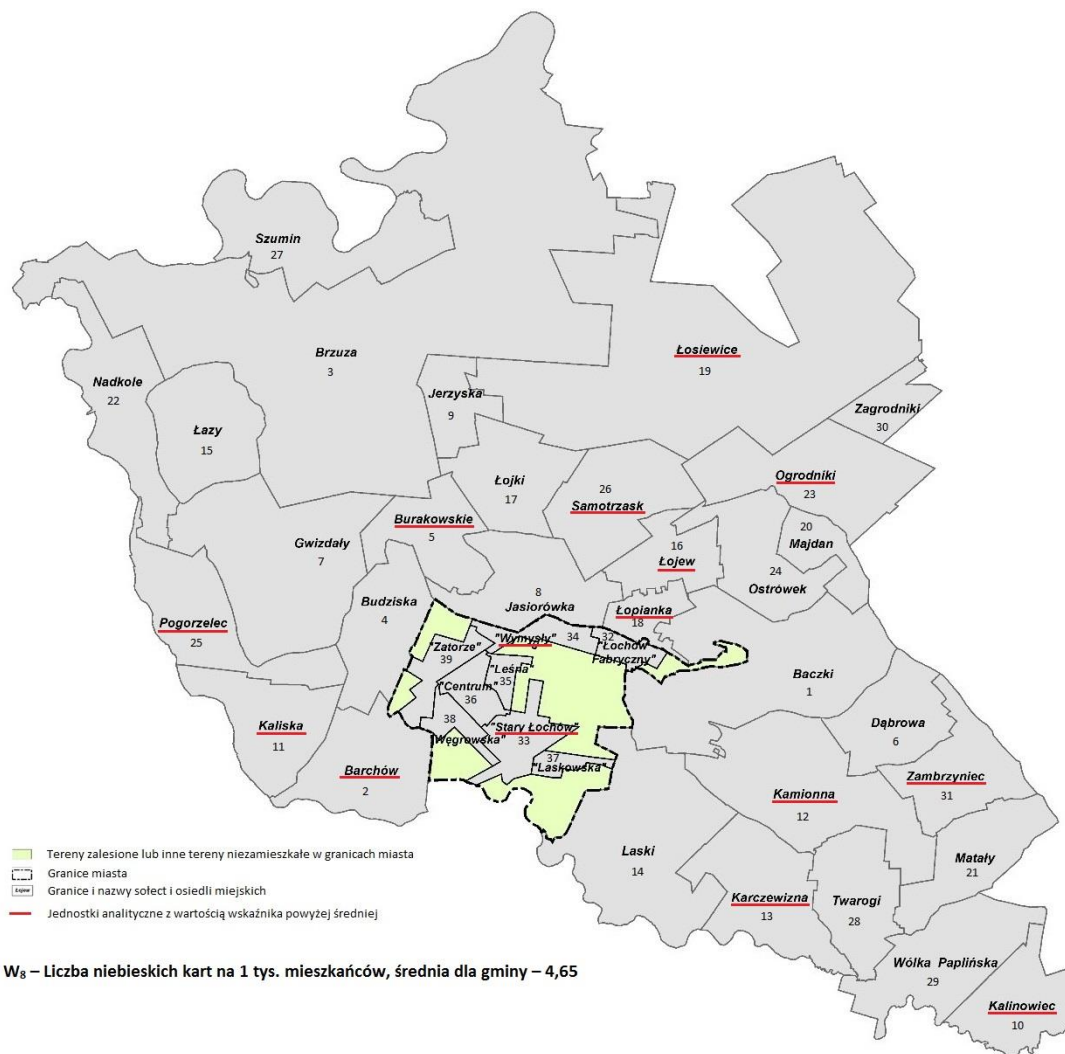 Szumin
27
Brzuza
3
Łosiewice
19
Nadkole
22
Jerzyska
9
Zagrodniki
30
Łazy
15
Łojki
17
26
Samotrzask
Ogrodniki
23
Burakowskie
5
Gwizdały
7
20
Majdan
16
Łojew
24
Ostrówek
8
Jasiorówka
Budziska
4
Łopianka
18
Pogorzelec
25
"Wymysły"
34
32
"Łochów
Fabryczny"
"Zatorze"
39
"Leśna"
35
"Centrum"
36
Baczki
1
Kaliska
11
38
"Węgrowska"
"Stary Łochów"
33
Dąbrowa
6
37
"Laskowska"
Barchów
2
Zambrzyniec
31
Kamionna
12
Laski
14
Matały
21
Karczewizna
13
Twarogi
28
Wólka Paplińska
29
Kalinowiec
10
Tereny zalesione lub inne tereny niezamieszkałe w granicach miasta
Granice miasta
Łojew Granice i nazwy sołect i osiedli miejskich
Jednostki analityczne z wartością wskaźnika powyżej średniej
W₈ – Liczba niebieskich kart na 1 tys. mieszkańców, średnia dla gminy – 4,65